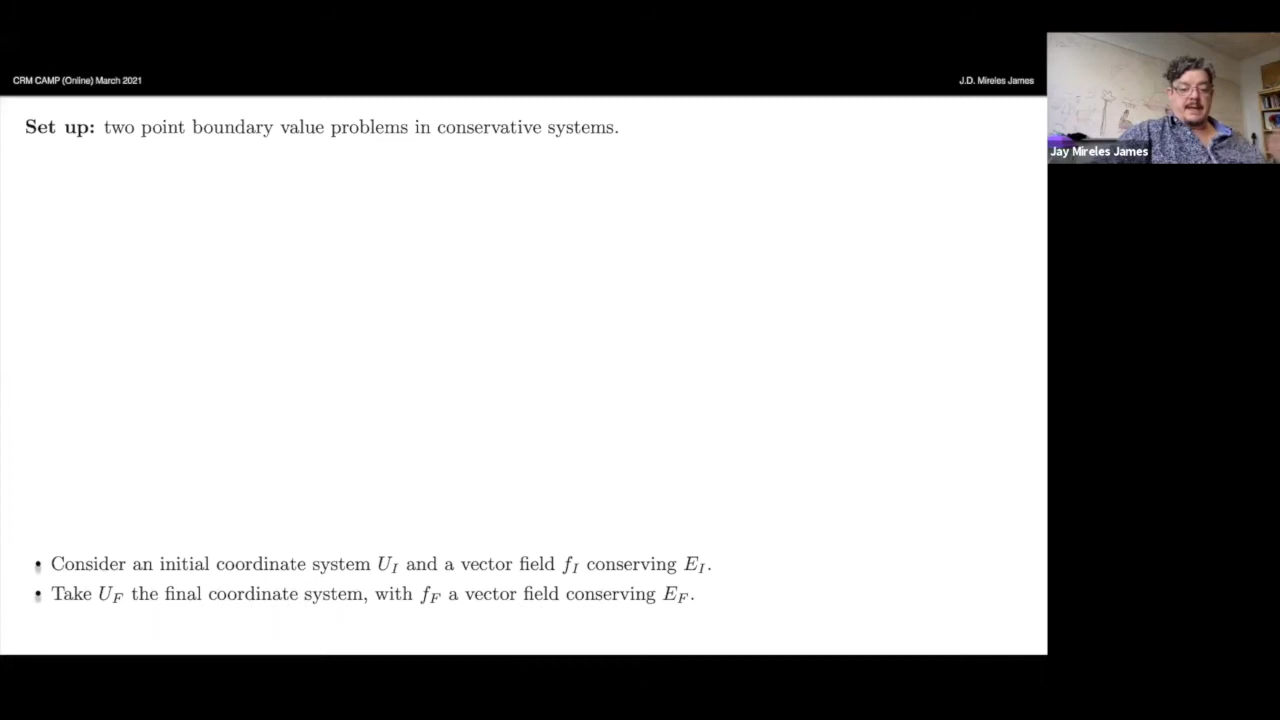 CRM CAMP (Online) March 2021
J.D. Mireles James
Set up: two point boundary value problems in conservative systems.
Jay Mireles James
• Consider an initial coordinate system U_I and a vector field f_I conserving E_I.
• Take U_F the final coordinate system, with f_F a vector field conserving E_F.